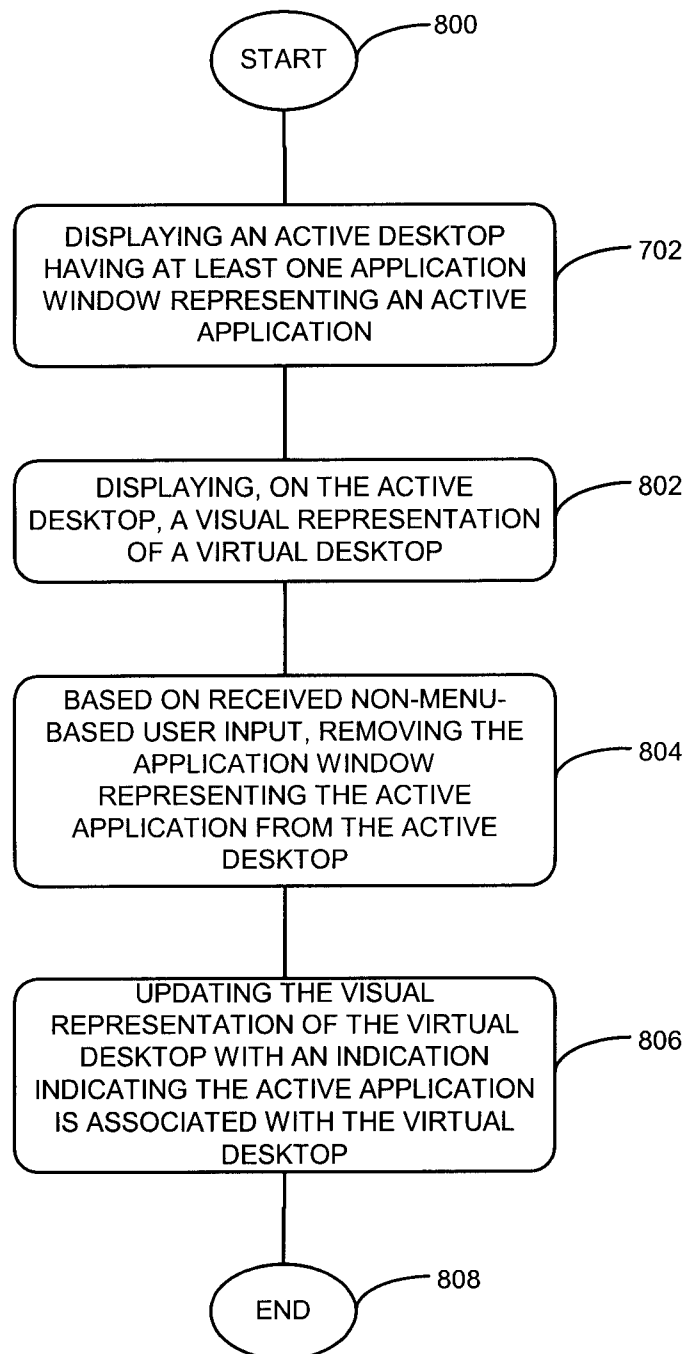 START
800
DISPLAYING AN ACTIVE DESKTOP
HAVING AT LEAST ONE APPLICATION
WINDOW REPRESENTING AN ACTIVE
APPLICATION
702
DISPLAYING, ON THE ACTIVE
DESKTOP, A VISUAL REPRESENTATION
OF A VIRTUAL DESKTOP
802
BASED ON RECEIVED NON-MENU-
BASED USER INPUT, REMOVING THE
APPLICATION WINDOW
REPRESENTING THE ACTIVE
APPLICATION FROM THE ACTIVE
DESKTOP
804
UPDATING THE VISUAL
REPRESENTATION OF THE VIRTUAL
DESKTOP WITH AN INDICATION
INDICATING THE ACTIVE APPLICATION
IS ASSOCIATED WITH THE VIRTUAL
DESKTOP
806
END
808